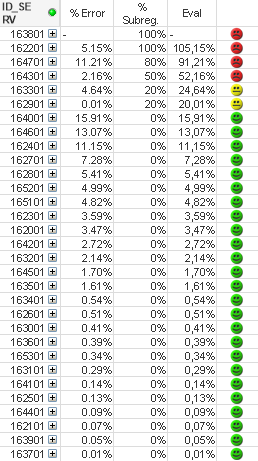 ID_SE RV % Error % Subreg. Eval
163801 - 100% -
162201 5.15% 100% 105,15%
164701 11.21% 80% 91,21%
164301 2.16% 50% 52,16%
163301 4.64% 20% 24,64%
162901 0.01% 20% 20,01%
164001 15.91% 0% 15,91%
164601 13.07% 0% 13,07%
162401 11.15% 0% 11,15%
162701 7.28% 0% 7,28%
162801 5.41% 0% 5,41%
165201 4.99% 0% 4,99%
165101 4.82% 0% 4,82%
162301 3.59% 0% 3,59%
162001 3.47% 0% 3,47%
164201 2.72% 0% 2,72%
163201 2.14% 0% 2,14%
164501 1.70% 0% 1,70%
163501 1.61% 0% 1,61%
163401 0.54% 0% 0,54%
162601 0.51% 0% 0,51%
163001 0.41% 0% 0,41%
163601 0.39% 0% 0,39%
165301 0.34% 0% 0,34%
163101 0.29% 0% 0,29%
164101 0.14% 0% 0,14%
162501 0.13% 0% 0,13%
164401 0.09% 0% 0,09%
162101 0.07% 0% 0,07%
163901 0.05% 0% 0,05%
163701 0.01% 0% 0,01%